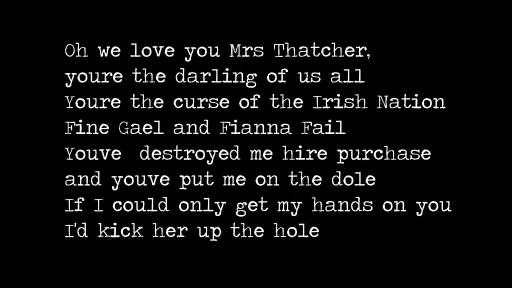 Oh we love you Mrs Thatcher,
youre the darling of us all
Youre the curse of the Irish Nation
Fine Gael and Fianna Fail
Youve  destroyed me hire purchase
and youve put me on the dole
If I could only get my hands on you
I'd kick her up the hole